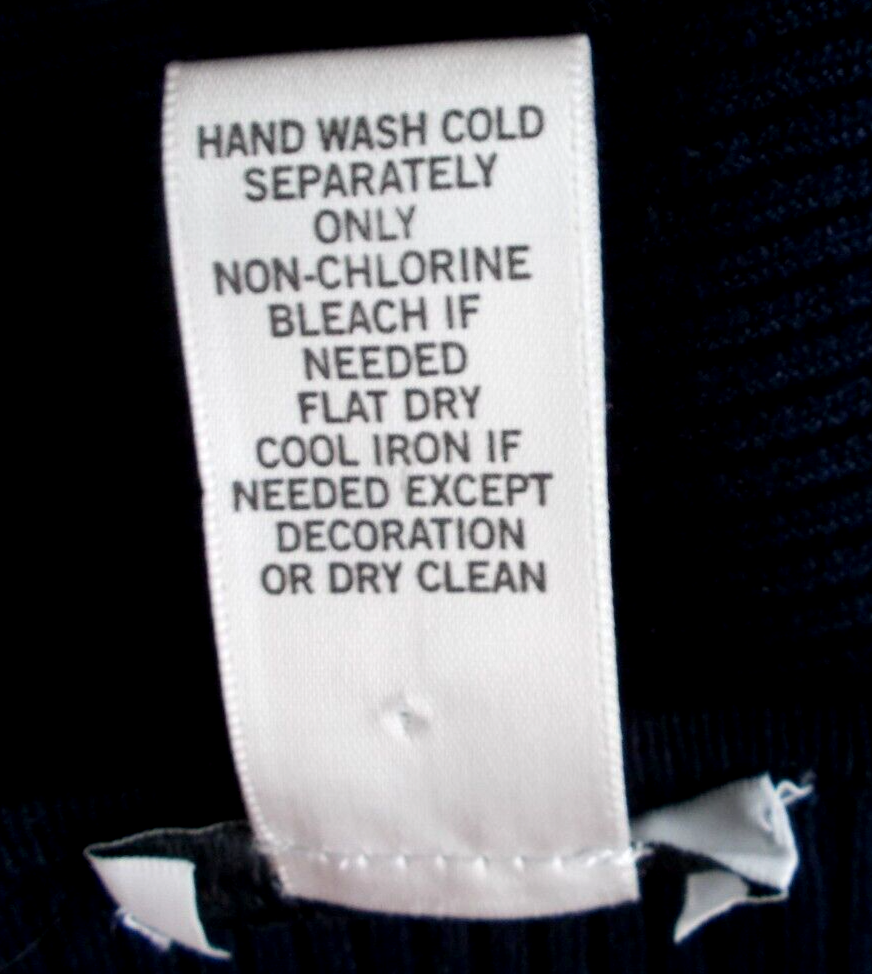 HAND WASH COLD
SEPARATELY
ONLY
NON-CHLORINE
BLEACH IF
NEEDED
FLAT DRY
COOL IRON IF
NEEDED EXCEPT
DECORATION
OR DRY CLEAN